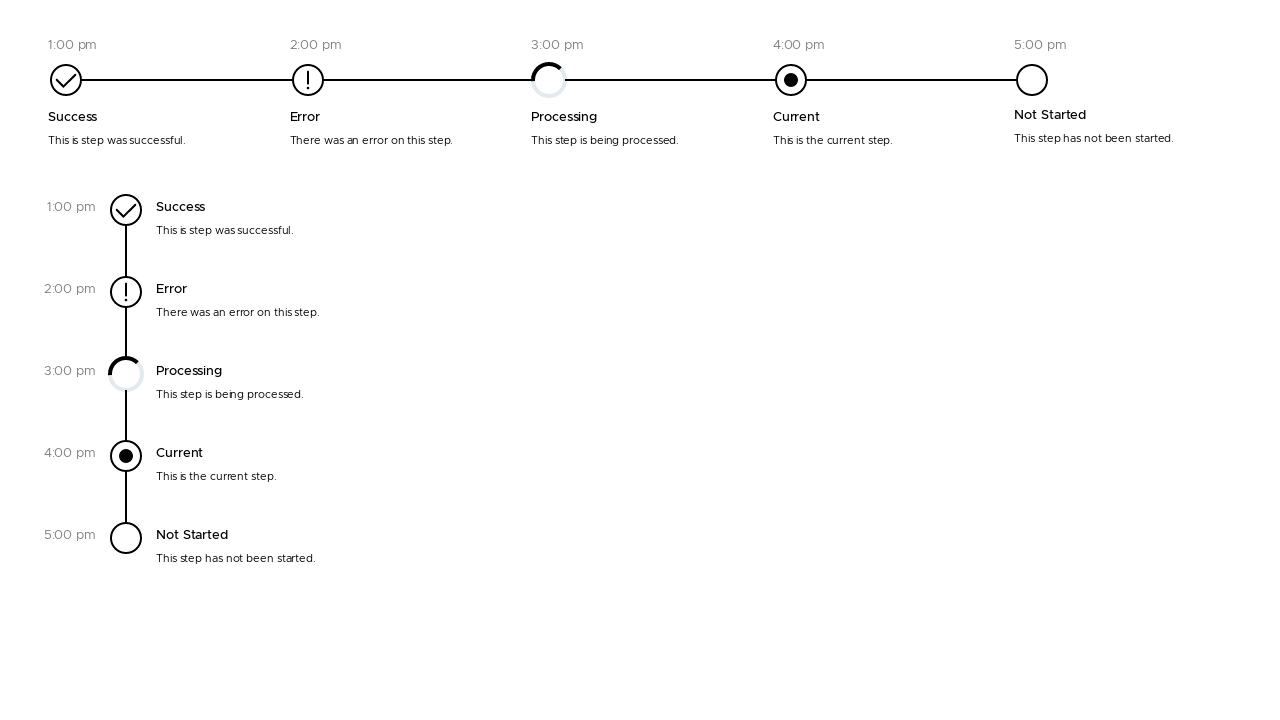 1:00 pm 2:00 pm 3:00 pm 4:00 pm 5:00 pm
Success Error Processing Current Not Started
This is step was successful. There was an error on this step. This step is being processed. This is the current step. This step has not been started.
1:00 pm Success
This is step was successful.
2:00 pm Error
There was an error on this step.
3:00 pm Processing
This step is being processed.
4:00 pm Current
This is the current step.
5:00 pm Not Started
This step has not been started.